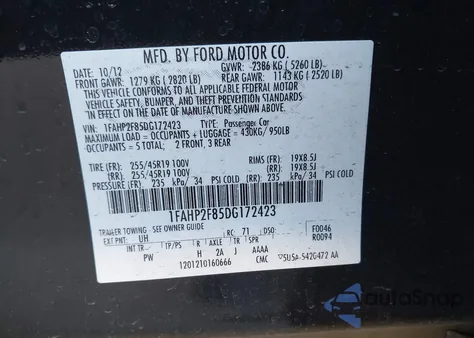 MFD. BY FORD MOTOR CO.
DATE: 10/12 GVWR: 2386 KG ( 5260 LB)
FRONT GAWR: 1279 KG ( 2820 LB) REAR GAWR: 1143 KG ( 2520 LB)
THIS VEHICLE CONFORMS TO ALL APPLICABLE FEDERAL MOTOR VEHICLE
SAFETY, BUMPER, AND THEFT PREVENTION STANDARDS
IN EFFECT ON THE DATE OF MANUFACTURE SHOWN ABOVE.
VIN: 1FAHP2F85DG172423 TYPE: Passenger Car
MAXIMUM LOAD = OCCUPANTS + LUGGAGE = 430KG/ 950LB
OCCUPANTS = 5 TOTAL: 2 FRONT, 3 REAR
TIRE (FR): 255/45R19 100V RIMS (FR): 19X8.5J
(RR): 255/45R19 100V (RR): 19X8.5J
PRESSURE (FR): 235 kPa/ 34 PSI COLD (RR): 235 kPa/ 34 PSI COLD
1FAHP2F85DG172423
TRAILER TOWING - SEE OWNER GUIDE
EXT PNT: UH RC: 71 DSO: F0046
R0094
INT TR TP/PS R AXLE TR SPR
PW H 2A J AAAA
1201210160666 CMC
autoSnap